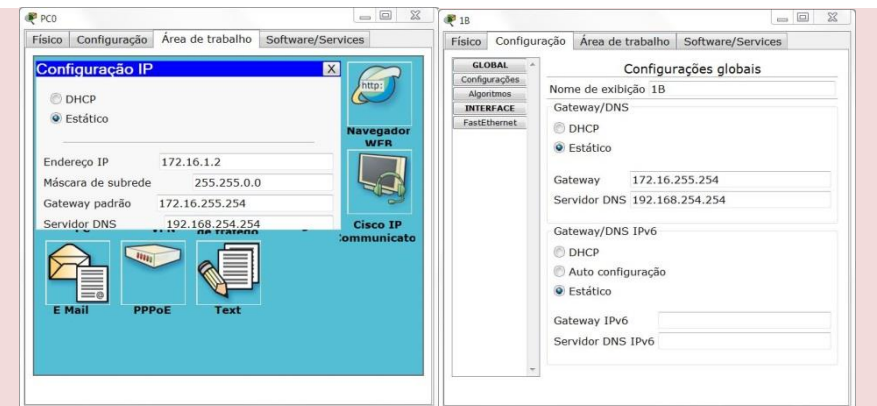 PC0
Físico Configuração Área de trabalho Software/Services
Configuração IP X
DHCP
Estático
Endereço IP 172.16.1.2
Máscara de subrede 255.255.0.0
Gateway padrão 172.16.255.254
Servidor DNS 192.168.254.254
http:
Navegador
WEB
Cisco IP
Communicato
E Mail PPPoE Text
1B
Físico Configuração Área de trabalho Software/Services
GLOBAL
Configurações
Algoritmos
INTERFACE
FastEthernet
Configurações globais
Nome de exibição 1B
Gateway/DNS
DHCP
Estático
Gateway 172.16.255.254
Servidor DNS 192.168.254.254
Gateway/DNS IPv6
DHCP
Auto configuração
Estático
Gateway IPv6
Servidor DNS IPv6